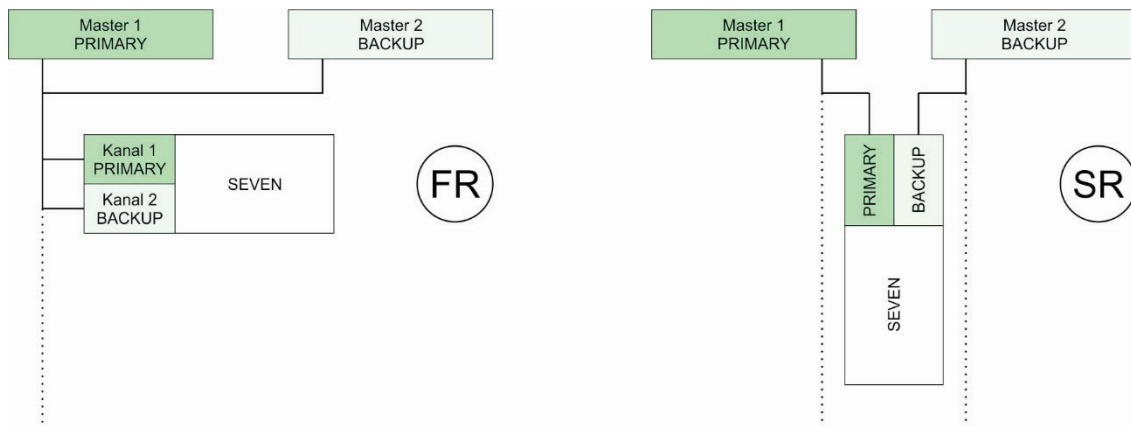 Master 1
PRIMARY
Master 2
BACKUP
Kanal 1
PRIMARY
Kanal 2
BACKUP
SEVEN
FR
Master 1
PRIMARY
Master 2
BACKUP
PRIMARY
BACKUP
SEVEN
SR